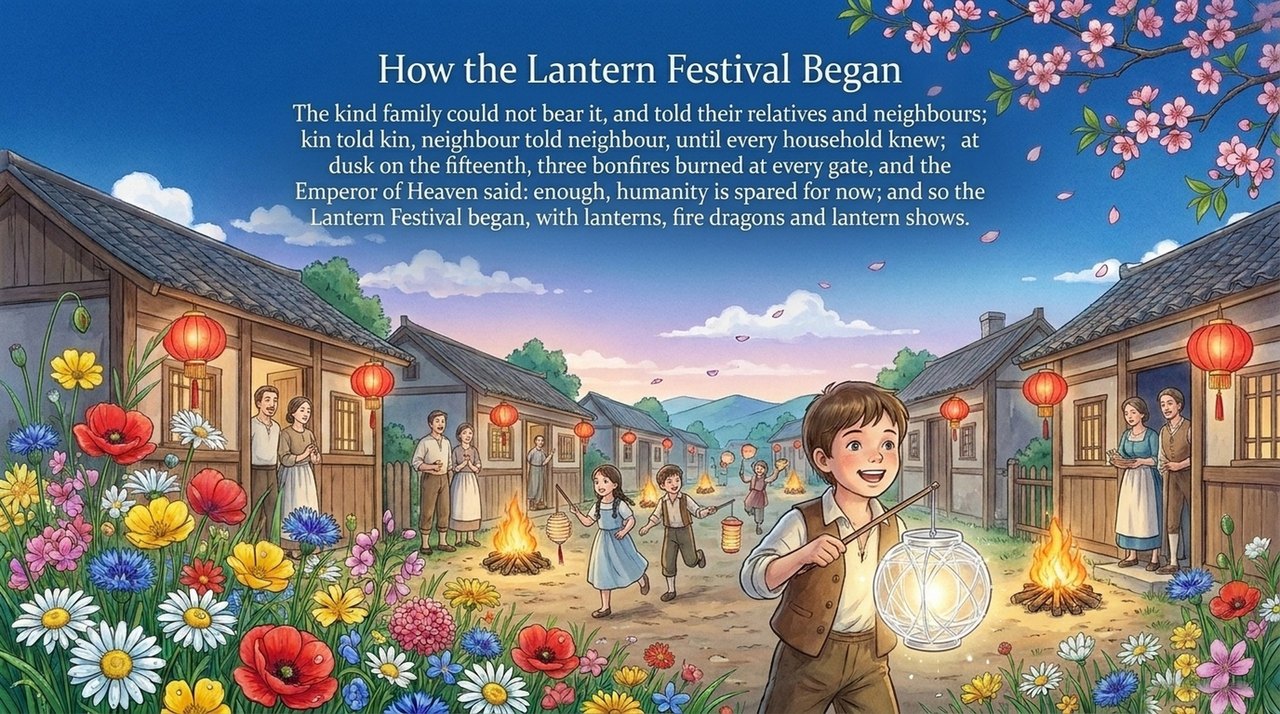 How the Lantern Festival Began
The kind family could not bear it, and told their relatives and neighbours;
kin told kin, neighbour told neighbour, until every household knew; at
dusk on the fifteenth, three bonfires burned at every gate, and the
Emperor of Heaven said: enough, humanity is spared for now; and so the
Lantern Festival began, with lanterns, fire dragons and lantern shows.